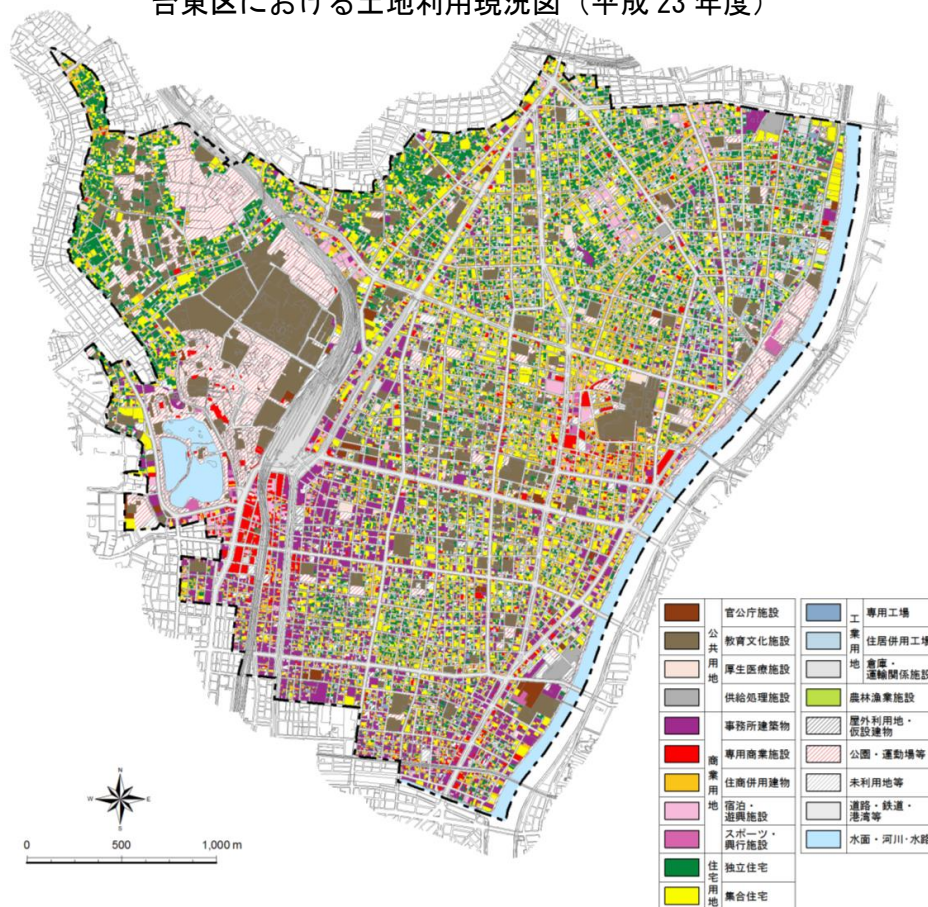 台東区における土地利用現況図（平成 23 年度）
N
W
E
S
0
500
1,000 m
公共用地
官公庁施設
教育文化施設
厚生医療施設
供給処理施設
商業用地
事務所建築物
専用商業施設
住商併用建物
宿泊・
遊興施設
スポーツ・
興行施設
住宅用地
独立住宅
集合住宅
工業用地
専用工場
住居併用工場
倉庫・
運輸関係施設
農林漁業施設
屋外利用地・
仮設建物
公園・運動場等
未利用地等
道路・鉄道・
港湾等
水面・河川・水路